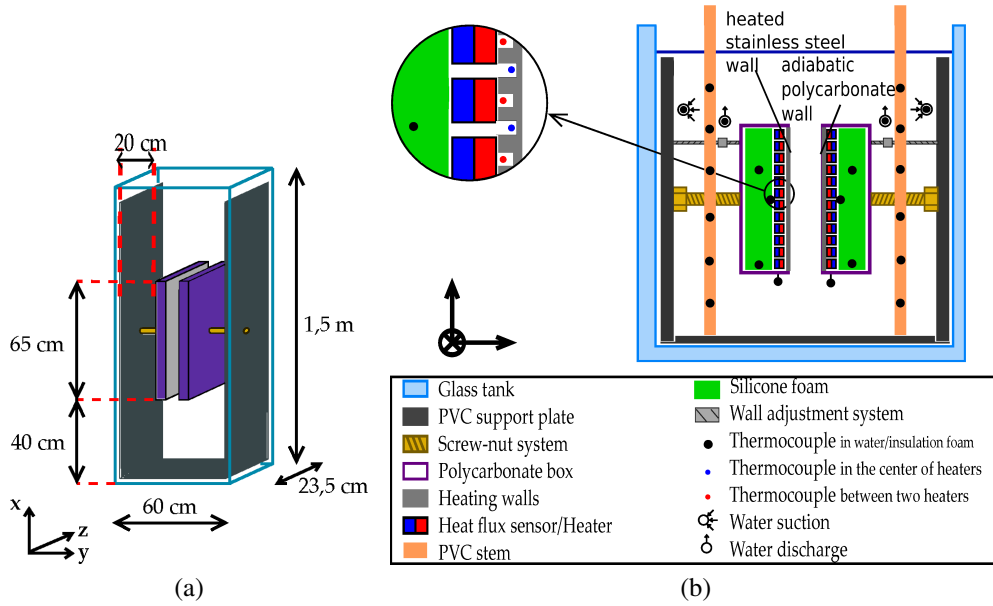 20 cm
65 cm
40 cm
1,5 m
23,5 cm
60 cm
x
z
y
(a)
heated
stainless steel
wall
adiabatic
polycarbonate
wall
Glass tank
PVC support plate
Screw-nut system
Polycarbonate box
Heating walls
Heat flux sensor/Heater
PVC stem
Silicone foam
Wall adjustment system
Thermocouple in water/insulation foam
Thermocouple in the center of heaters
Thermocouple between two heaters
Water suction
Water discharge
(b)